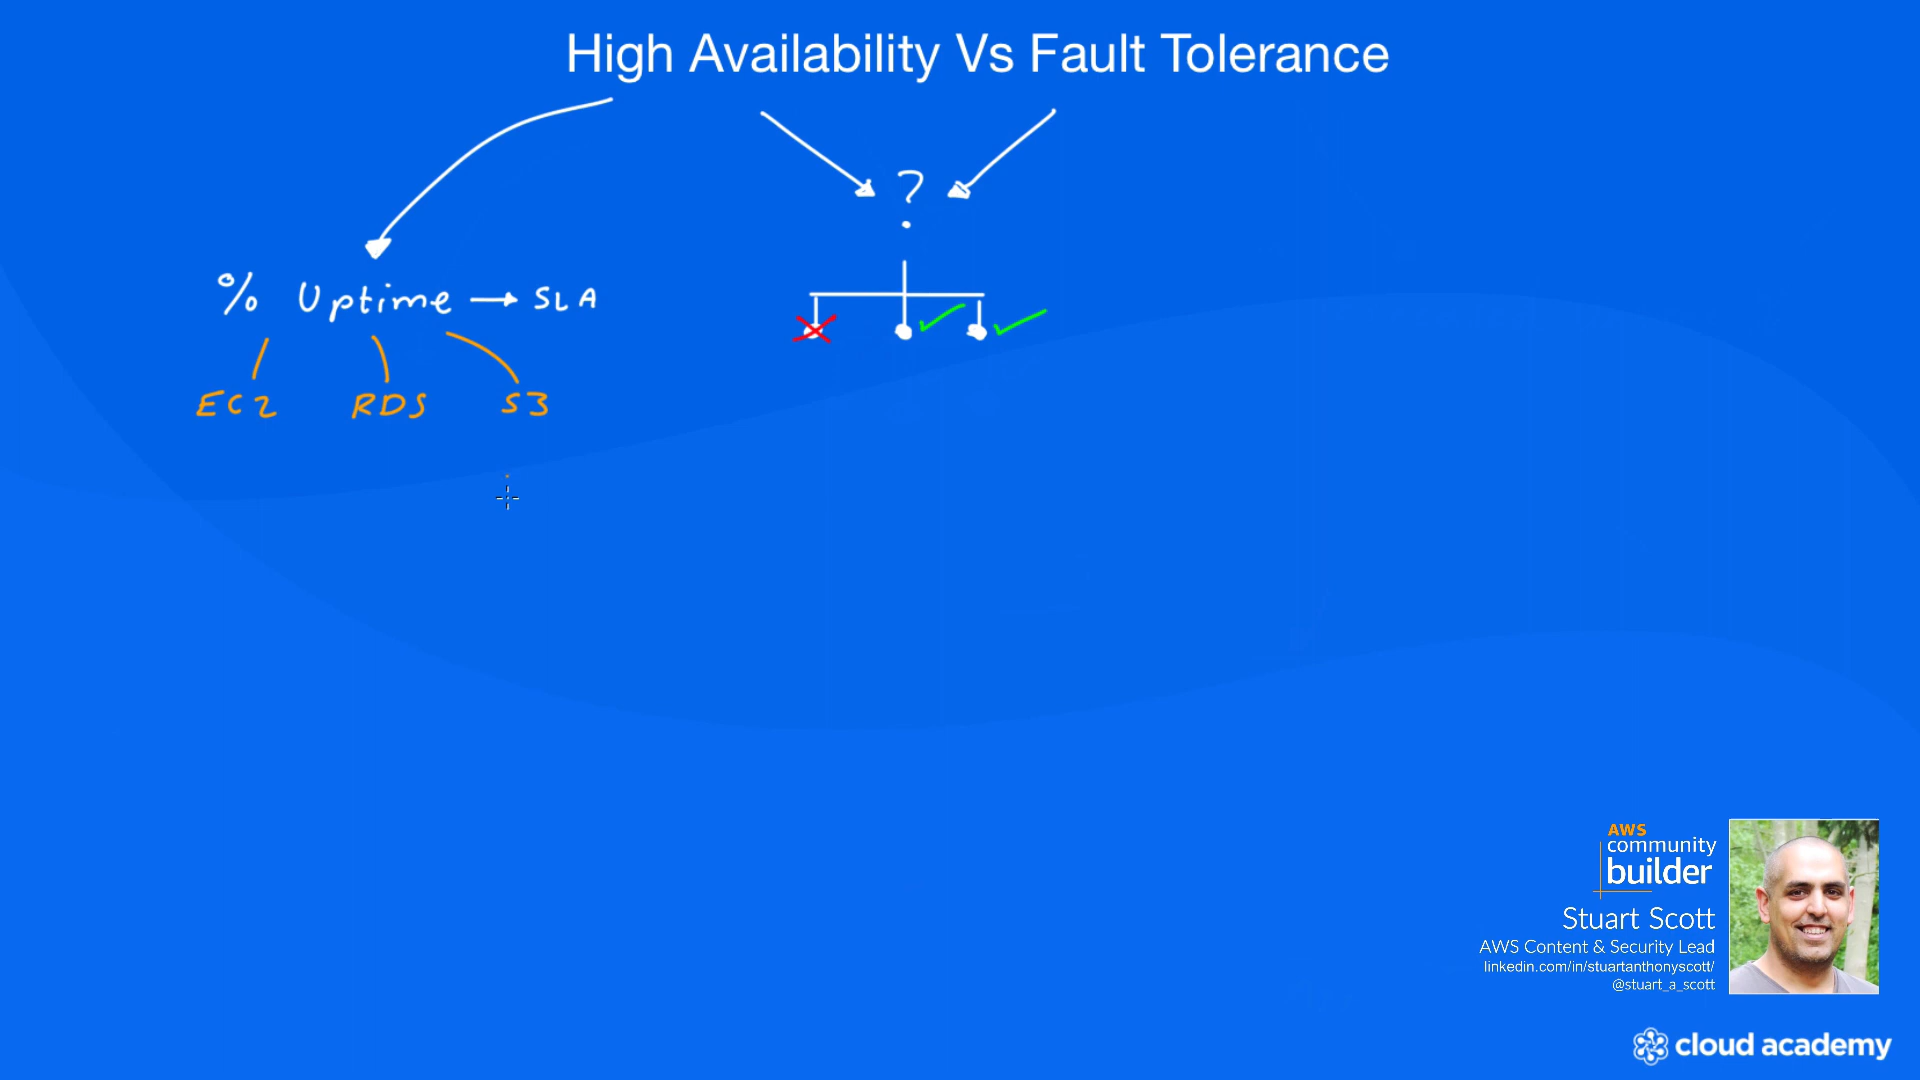 High Availability Vs Fault Tolerance
?
% Uptime → SLA
EC2 RDS S3
AWS
community
builder
Stuart Scott
AWS Content & Security Lead
linkedin.com/in/stuartanthonyscott/
@stuart_a_scott
cloud academy